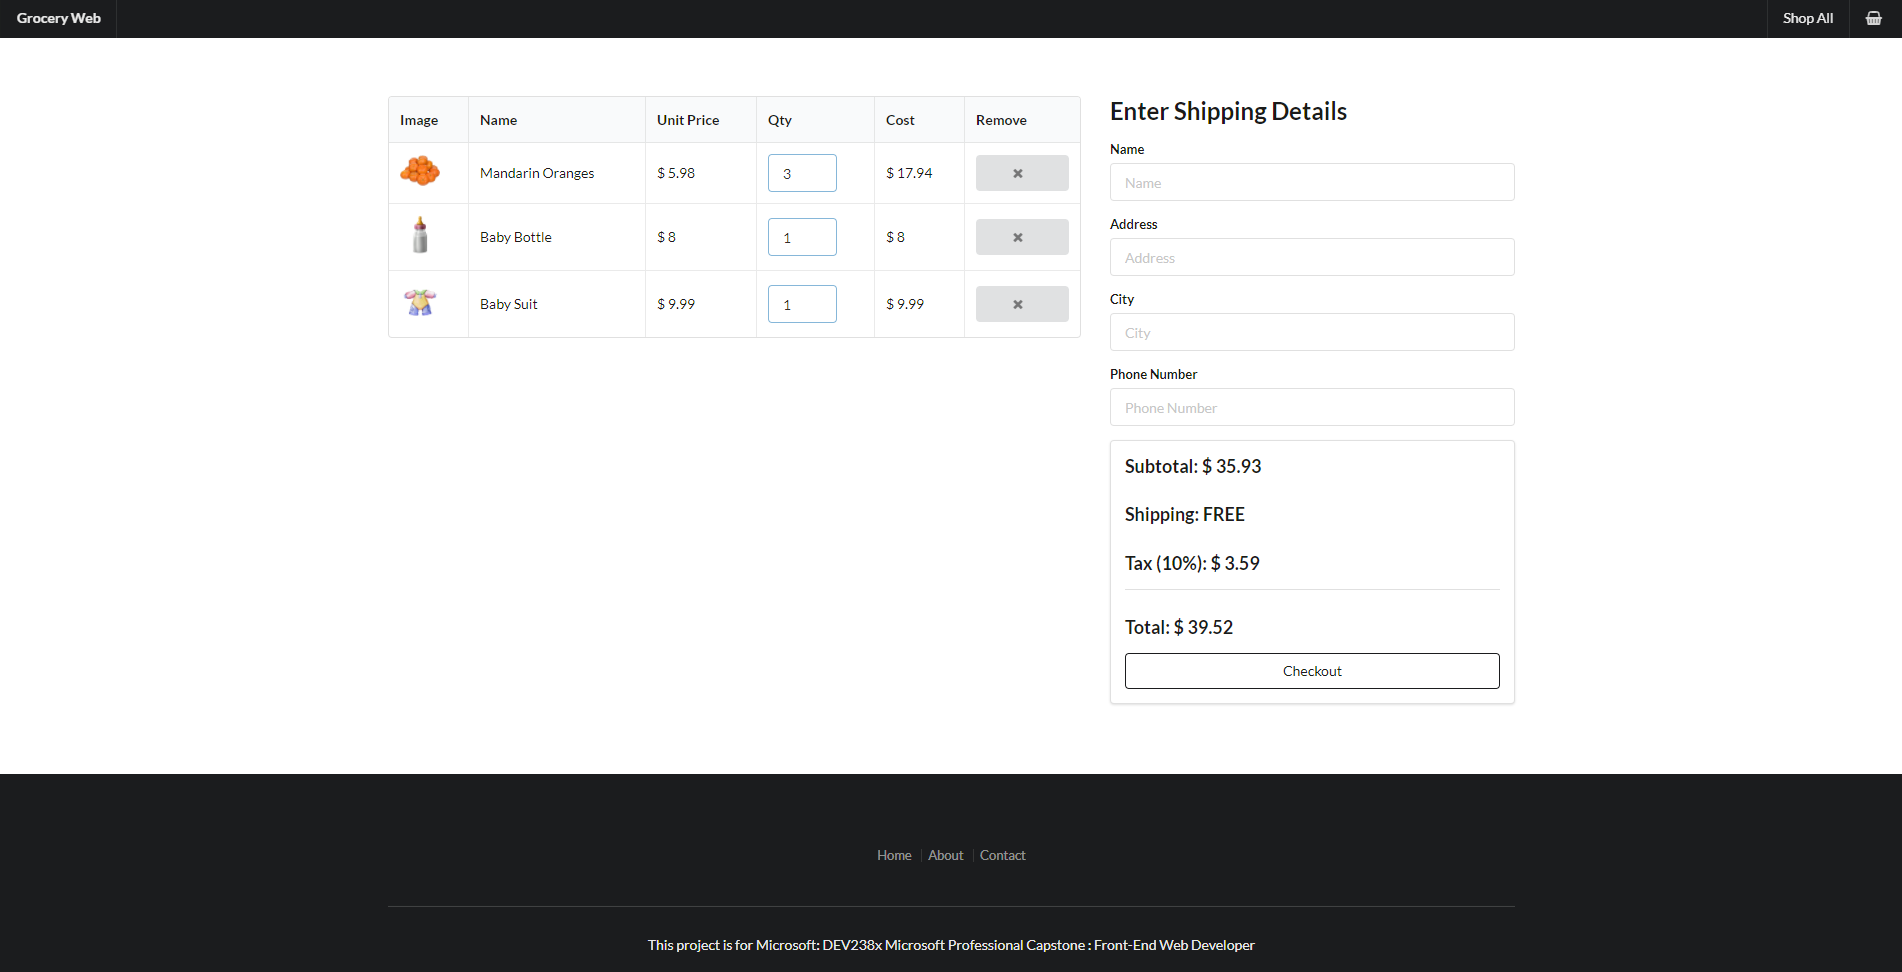 Grocery Web
Shop All
Image Name Unit Price Qty Cost Remove
Mandarin Oranges $ 5.98 3 $ 17.94
Baby Bottle $ 8 1 $ 8
Baby Suit $ 9.99 1 $ 9.99
Enter Shipping Details
Name
Name
Address
Address
City
City
Phone Number
Phone Number
Subtotal: $ 35.93
Shipping: FREE
Tax (10%): $ 3.59
Total: $ 39.52
Checkout
Home About Contact
This project is for Microsoft: DEV238x Microsoft Professional Capstone : Front-End Web Developer